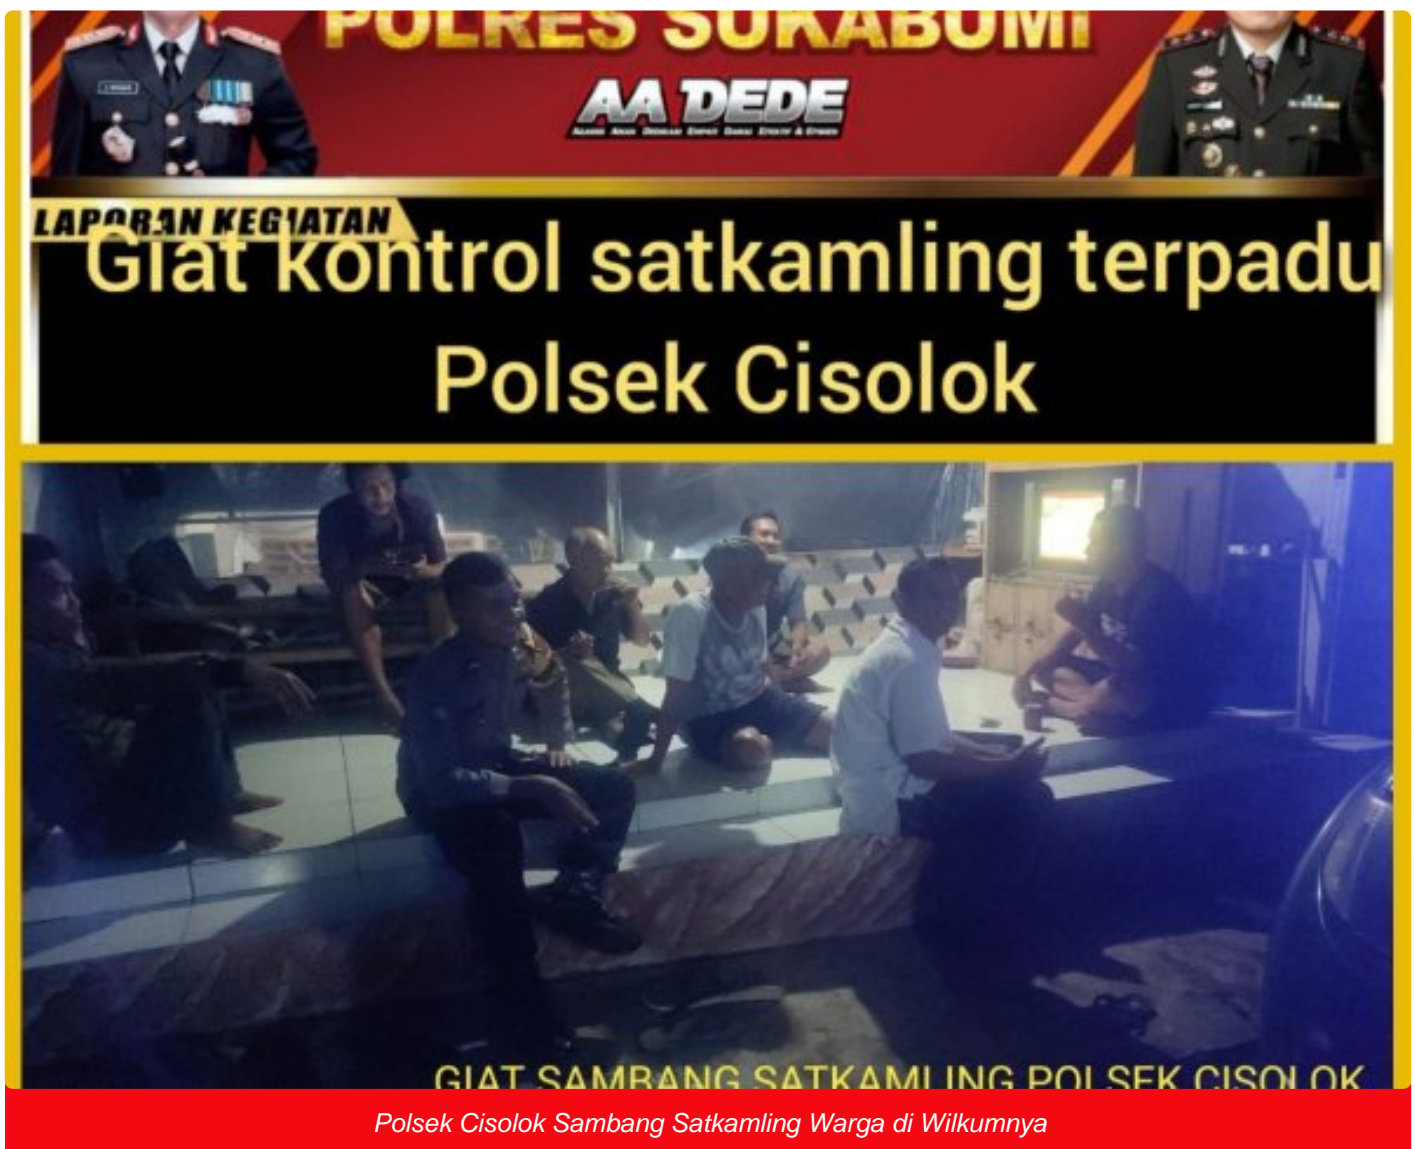 POLRES SUKABUMI
AA DEDE
LAPORAN KEGIATAN
Giat kontrol satkamling terpadu
Polsek Cisolok
GIAT SAMBANG SATKAMLING POLSEK CISOLOK
Polsek Cisolok Sambang Satkamling Warga di Wilkumnya